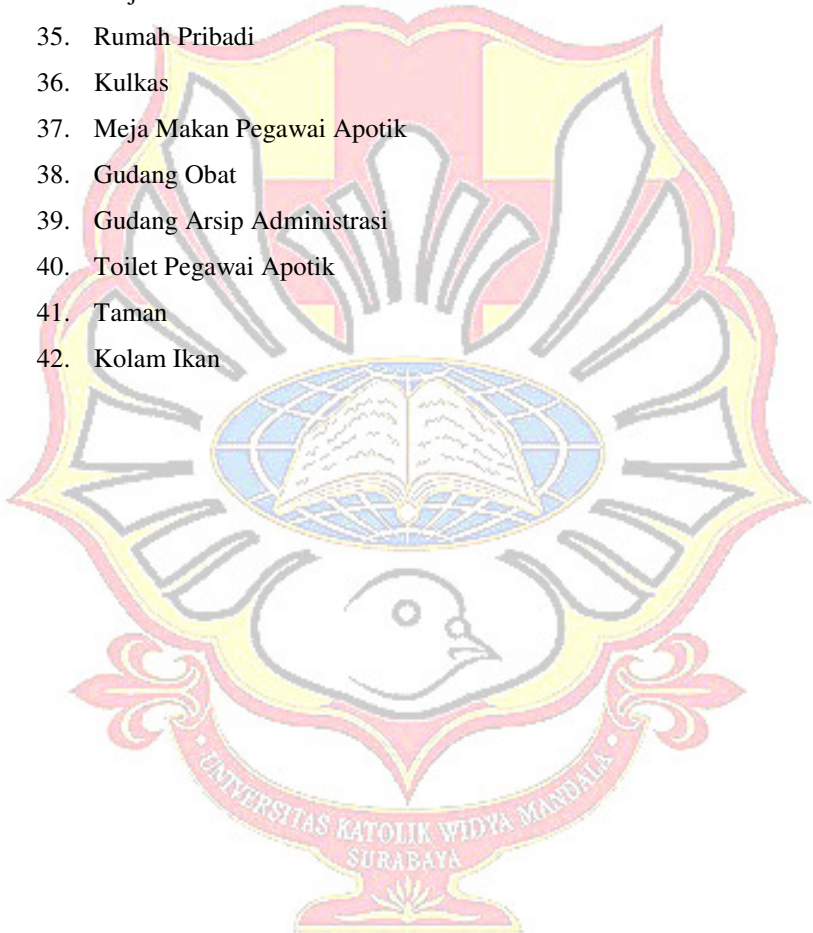 35. Rumah Pribadi
36. Kulkas
37. Meja Makan Pegawai Apotik
38. Gudang Obat
39. Gudang Arsip Administrasi
40. Toilet Pegawai Apotik
41. Taman
42. Kolam Ikan
UNIVERSITAS KATOLIK WIDYA MANDALA
SURABAYA